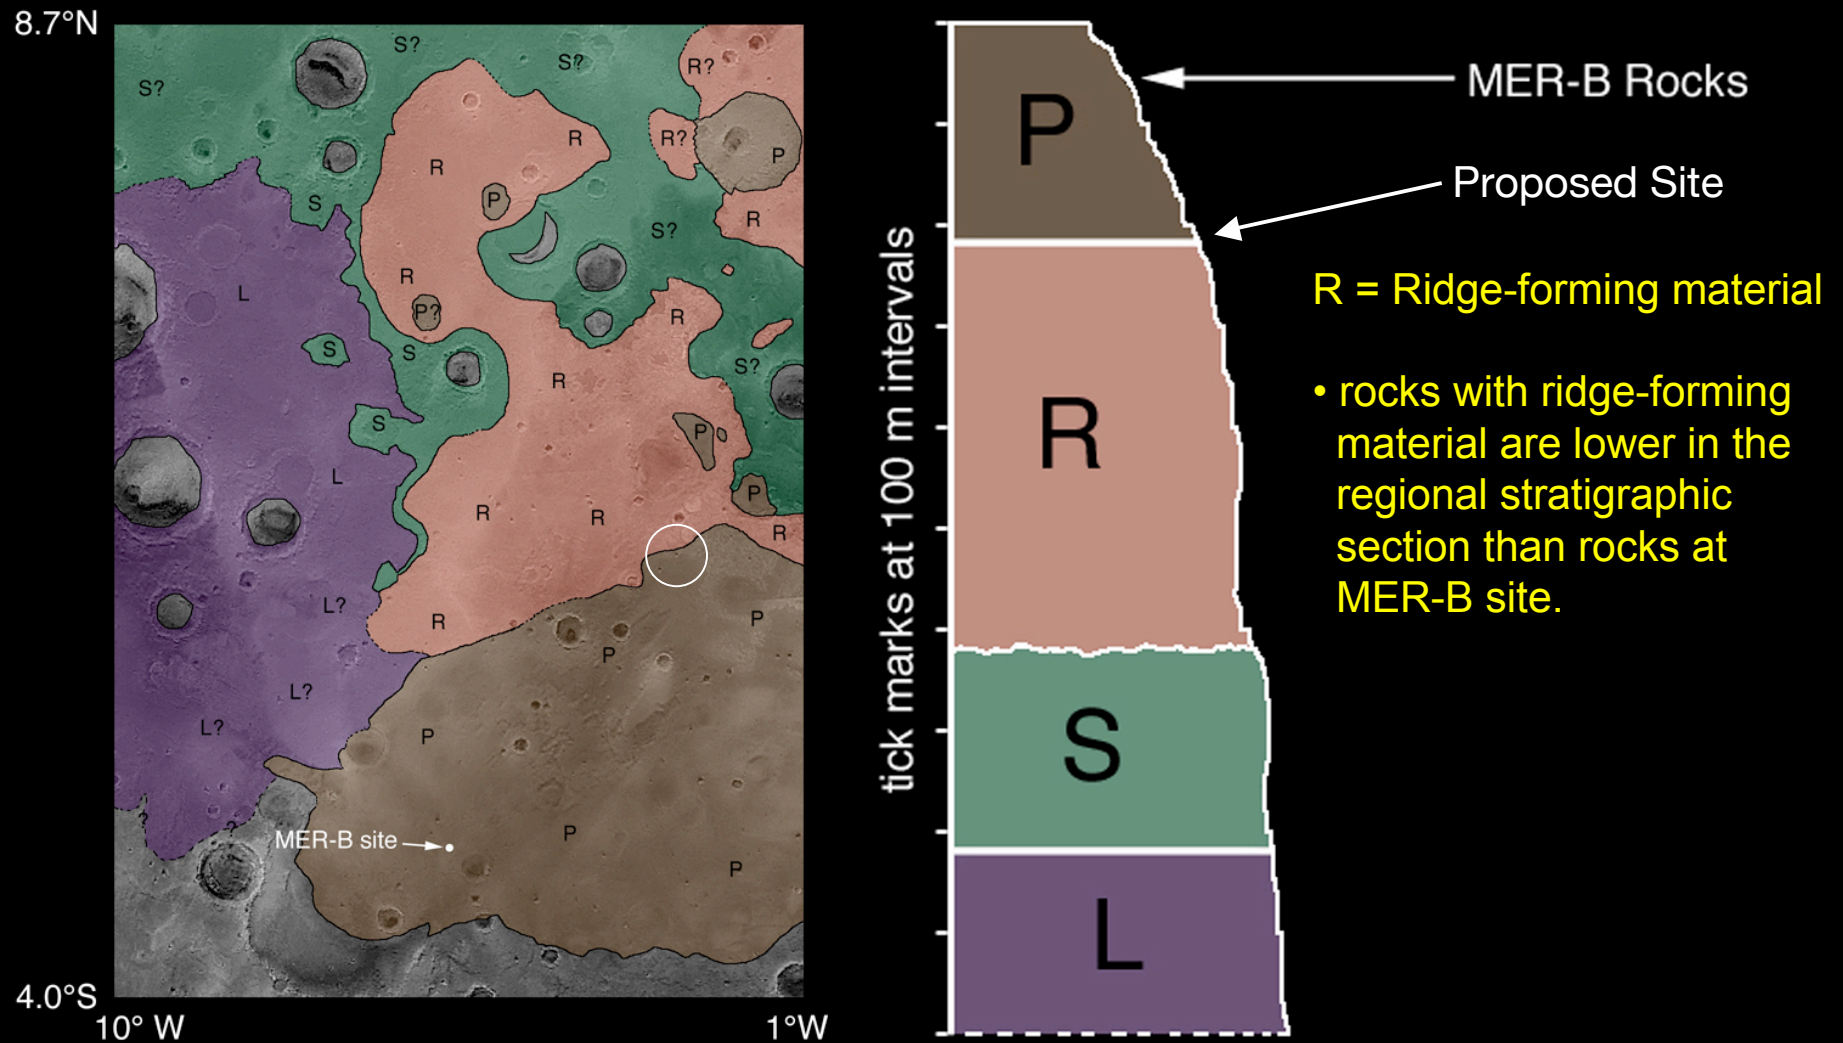 8.7°N
S?
S?
S?
R?
R
R?
P
R
P
S
R
S?
R
L
P?
R
S
S
S?
R
S
P
L
P
R
R
R
L?
R
P
P
L?
L?
P
?
?
MER-B site
P
P
4.0°S
10° W
1°W
tick marks at 100 m intervals
P
R
S
L
MER-B Rocks
Proposed Site
R = Ridge-forming material
• rocks with ridge-forming
material are lower in the
regional stratigraphic
section than rocks at
MER-B site.